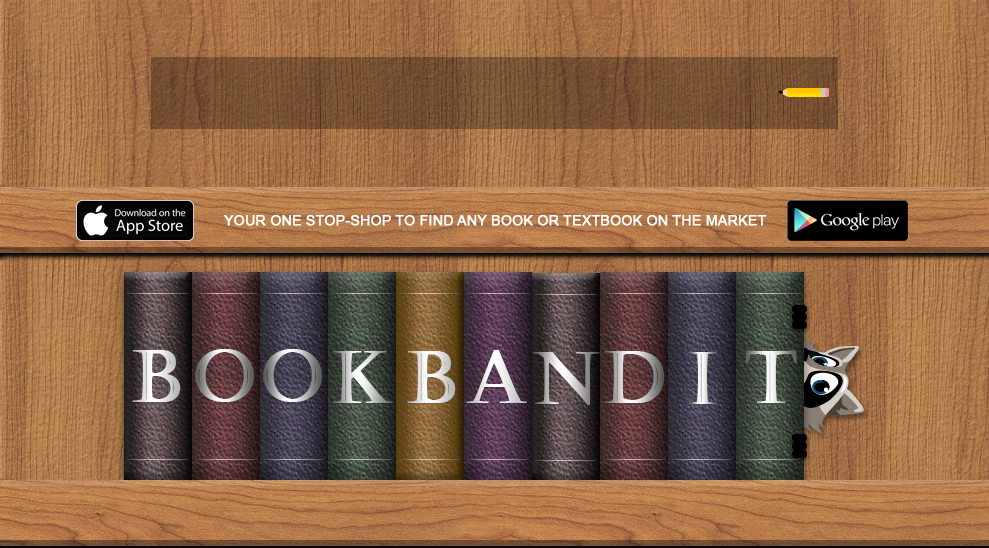 Download on the
App Store
YOUR ONE STOP-SHOP TO FIND ANY BOOK OR TEXTBOOK ON THE MARKET
Google play
BOOKBANDIT